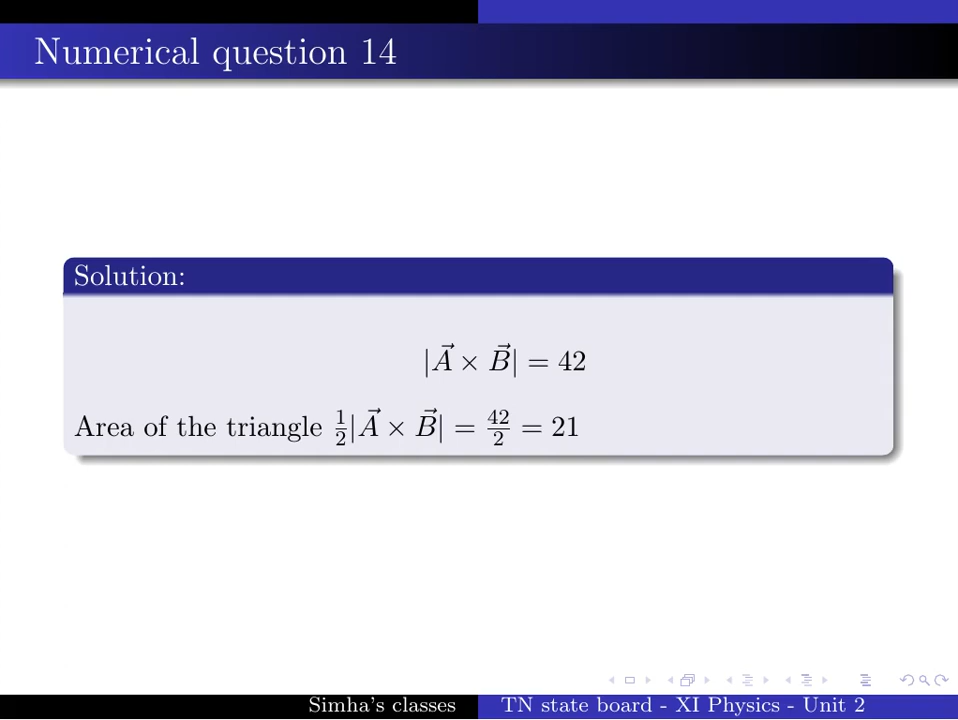 Numerical question 14
Solution:
|A⃗ × B⃗| = 42
Area of the triangle ½|A⃗ × B⃗| = 42/2 = 21
Simha's classes
TN state board - XI Physics - Unit 2